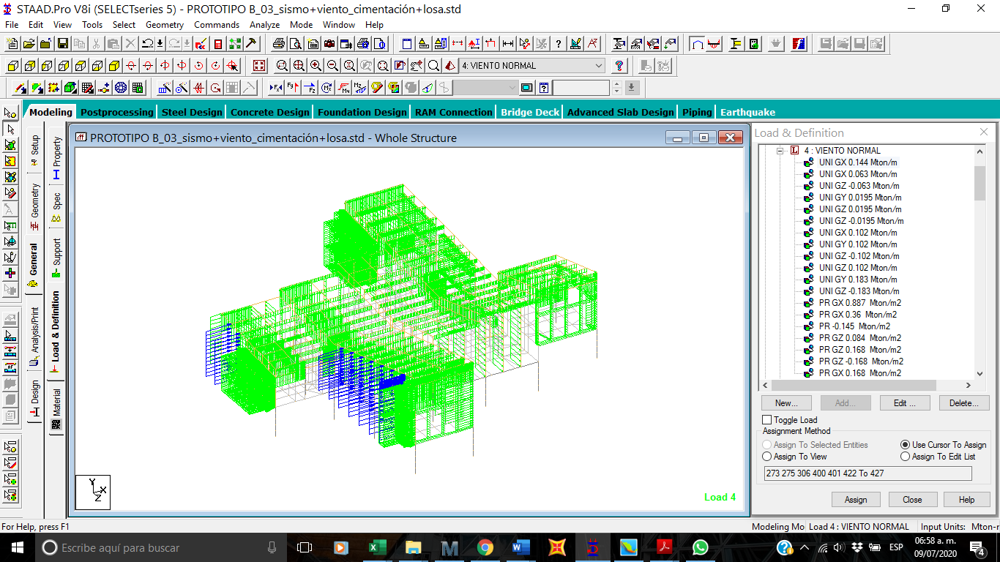 STAAD.Pro V8i (SELECTseries 5) - PROTOTIPO B_03_sismo+viento_cimentación+losa.std
File Edit View Tools Select Geometry Commands Analyze Mode Window Help
4: VIENTO NORMAL
Modeling Postprocessing Steel Design Concrete Design Foundation Design RAM Connection Bridge Deck Advanced Slab Design Piping Earthquake
Setup
Geometry
General
Analysis/Print
Design
Property
Spec
Support
Load & Definition
Material
PROTOTIPO B_03_sismo+viento_cimentación+losa.std - Whole Structure
Y
X
Z
Load 4
Load & Definition
4 : VIENTO NORMAL
UNI GX 0.144 Mton/m
UNI GX 0.063 Mton/m
UNI GZ -0.063 Mton/m
UNI GY 0.0195 Mton/m
UNI GZ 0.0195 Mton/m
UNI GZ -0.0195 Mton/m
UNI GX 0.102 Mton/m
UNI GY 0.102 Mton/m
UNI GZ -0.102 Mton/m
UNI GZ 0.102 Mton/m
UNI GY 0.183 Mton/m
UNI GZ -0.183 Mton/m
PR GX 0.887 Mton/m2
PR GX 0.36 Mton/m2
PR -0.145 Mton/m2
PR GZ 0.084 Mton/m2
PR GZ 0.168 Mton/m2
PR GZ -0.168 Mton/m2
PR GX 0.168 Mton/m2
New... Add... Edit ... Delete...
Toggle Load
Assignment Method
Assign To Selected Entities Use Cursor To Assign
Assign To View Assign To Edit List
273 275 306 400 401 422 To 427
Assign Close Help
For Help, press F1
Modeling Mo Load 4 : VIENTO NORMAL Input Units: Mton-r
Escribe aquí para buscar
ESP
06:58 a. m.
09/07/2020
4